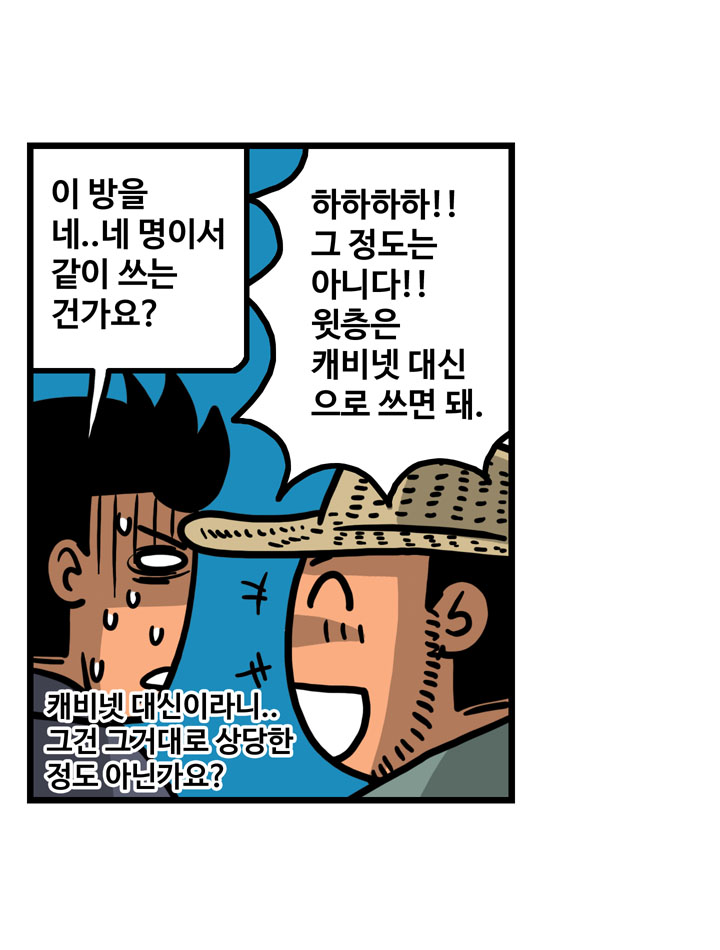 이 방을
네..네 명이서
같이 쓰는
건가요?
하하하하!!
그 정도는
아니다!!
윗층은
캐비넷 대신
으로 쓰면 돼.
캐비넷 대신이라니..
그건 그거대로 상당한
정도 아닌가요?